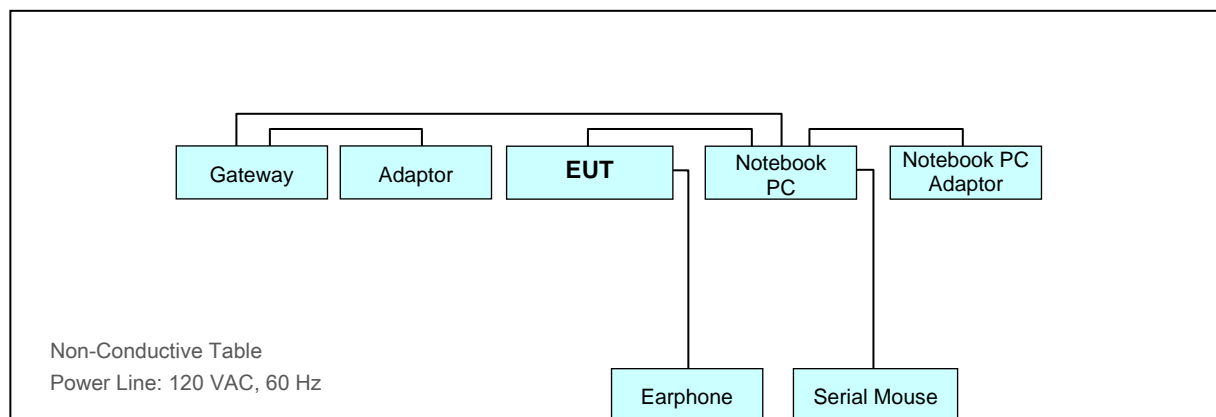 Gateway
Adaptor
EUT
Notebook
PC
Notebook PC
Adaptor
Non-Conductive Table
Power Line: 120 VAC, 60 Hz
Earphone
Serial Mouse